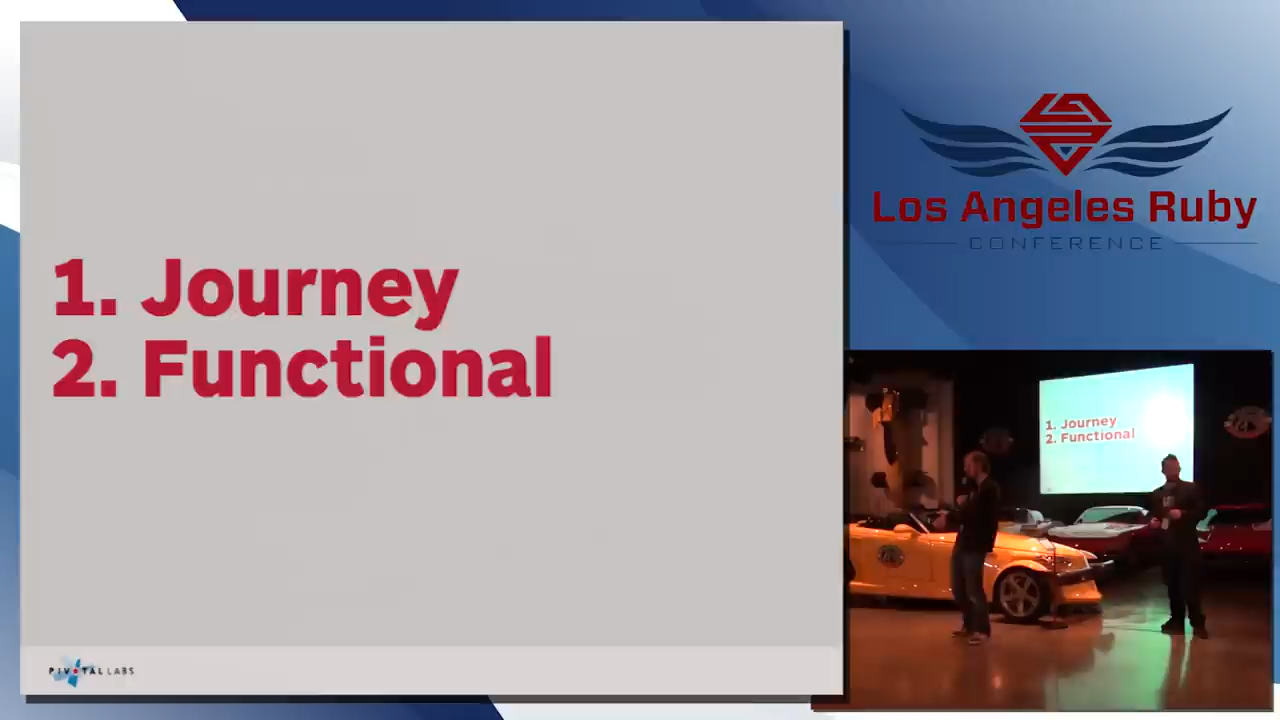 1. Journey
2. Functional
PIVOTAL LABS
Los Angeles Ruby
CONFERENCE
1. Journey
2. Functional